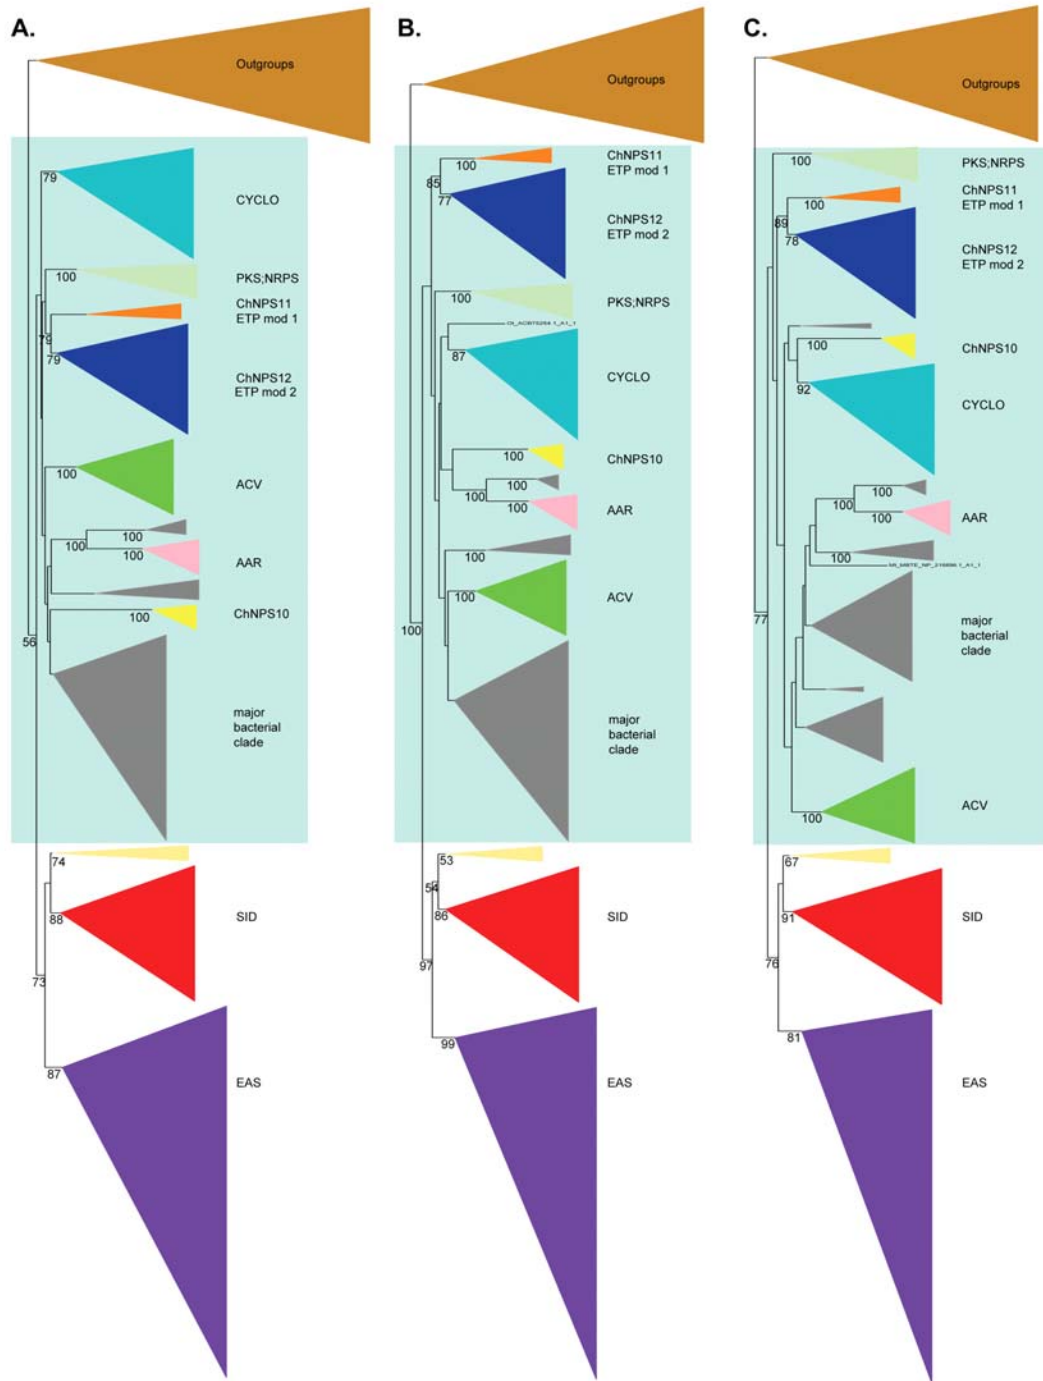 A.
Outgroups
79
CYCLO
100
PKS;NRPS
ChNPS11
ETP mod 1
79
79
ChNPS12
ETP mod 2
100
ACV
100
100
100
AAR
100
ChNPS10
56
major
bacterial
clade
74
88
SID
73
87
EAS
B.
Outgroups
100
ChNPS11
ETP mod 1
85
77
ChNPS12
ETP mod 2
100
PKS;NRPS
87
CYCLO
100
ChNPS10
100
100
100
AAR
100
100
ACV
100
major
bacterial
clade
53
54
86
SID
97
99
EAS
C.
Outgroups
100
PKS;NRPS
100
ChNPS11
ETP mod 1
89
78
ChNPS12
ETP mod 2
100
ChNPS10
92
CYCLO
100
100
100
AAR
100
77
major
bacterial
clade
100
ACV
67
91
SID
76
81
EAS